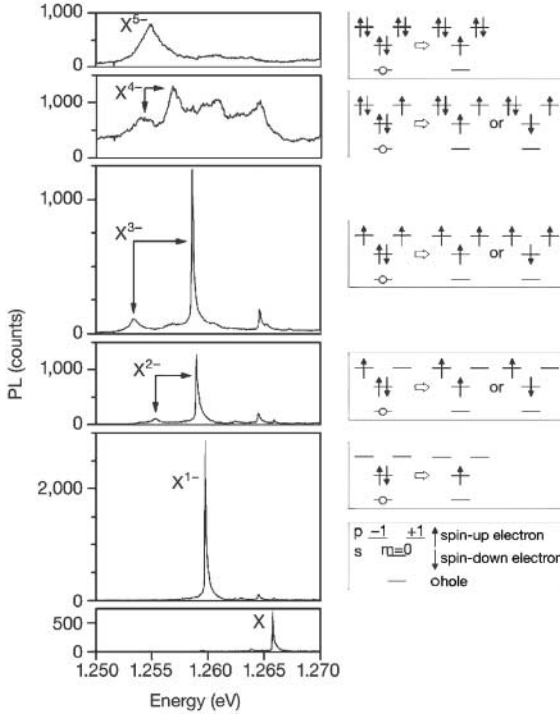 X⁵⁻
500
0
X⁴⁻
1,000
0
1,000
X³⁻
0
1,000
X²⁻
0
2,000
X¹⁻
0
500
X
0
1.250 1.255 1.260 1.265 1.270
Energy (eV)
PL (counts)
or
or
or
p −1 +1 spin-up electron
s m=0 spin-down electron
hole